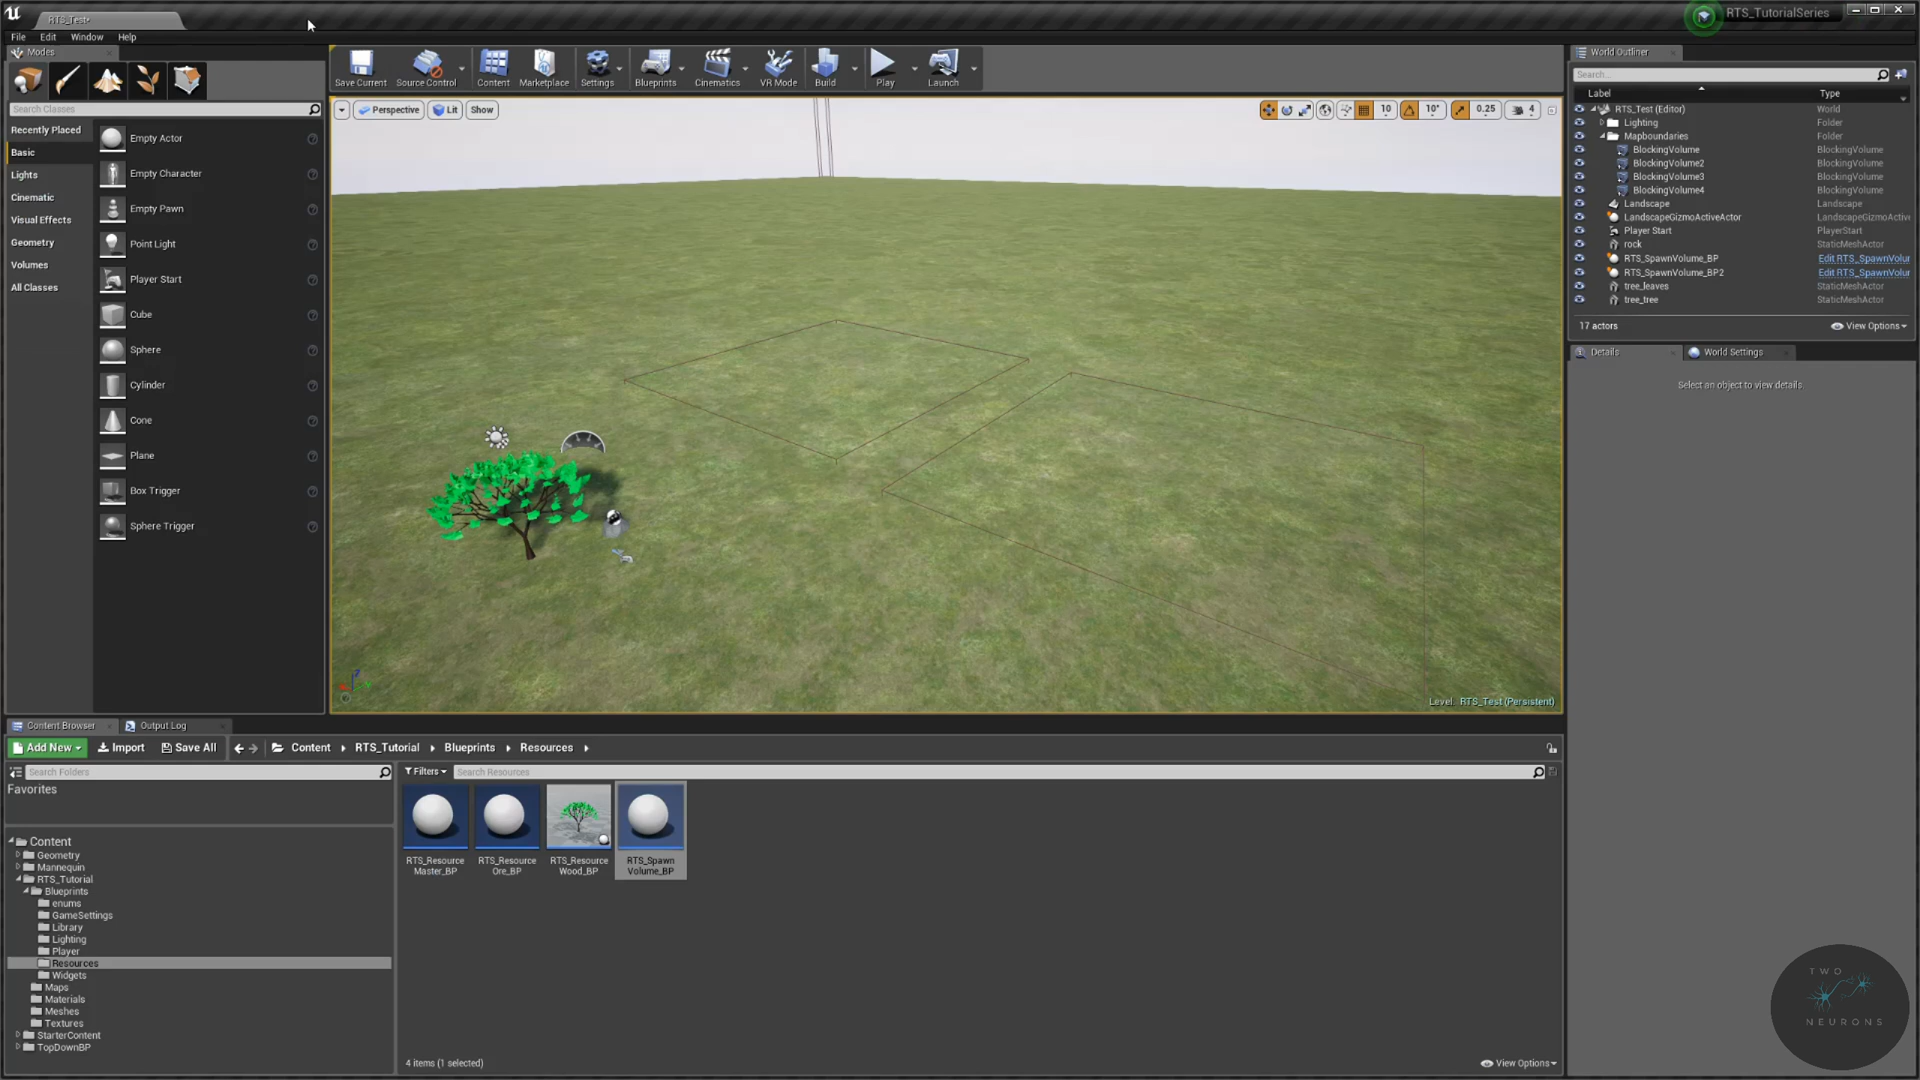 RTS_Test*
RTS_TutorialSeries
File Edit Window Help
Modes
Search Classes
Recently Placed
Basic
Lights
Cinematic
Visual Effects
Geometry
Volumes
All Classes
Empty Actor
Empty Character
Empty Pawn
Point Light
Player Start
Cube
Sphere
Cylinder
Cone
Plane
Box Trigger
Sphere Trigger
Save Current Source Control Content Marketplace Settings Blueprints Cinematics VR Mode Build Play Launch
Perspective Lit Show
10 10° 0.25 4
Level: RTS_Test (Persistent)
World Outliner
Search...
Label Type
RTS_Test (Editor) World
Lighting Folder
Mapboundaries Folder
BlockingVolume BlockingVolume
BlockingVolume2 BlockingVolume
BlockingVolume3 BlockingVolume
BlockingVolume4 BlockingVolume
Landscape Landscape
LandscapeGizmoActiveActor LandscapeGizmoActive
Player Start PlayerStart
rock StaticMeshActor
RTS_SpawnVolume_BP Edit RTS_SpawnVolur
RTS_SpawnVolume_BP2 Edit RTS_SpawnVolur
tree_leaves StaticMeshActor
tree_tree StaticMeshActor
17 actors View Options
Details World Settings
Select an object to view details.
Content Browser Output Log
Add New Import Save All Content RTS_Tutorial Blueprints Resources
Search Folders
Filters Search Resources
Favorites
Content
Geometry
Mannequin
RTS_Tutorial
Blueprints
enums
GameSettings
Library
Lighting
Player
Resources
Widgets
Maps
Materials
Meshes
Textures
StarterContent
TopDownBP
RTS_Resource
Master_BP
RTS_Resource
Ore_BP
RTS_Resource
Wood_BP
RTS_Spawn
Volume_BP
4 items (1 selected)
View Options
TWO
NEURONS